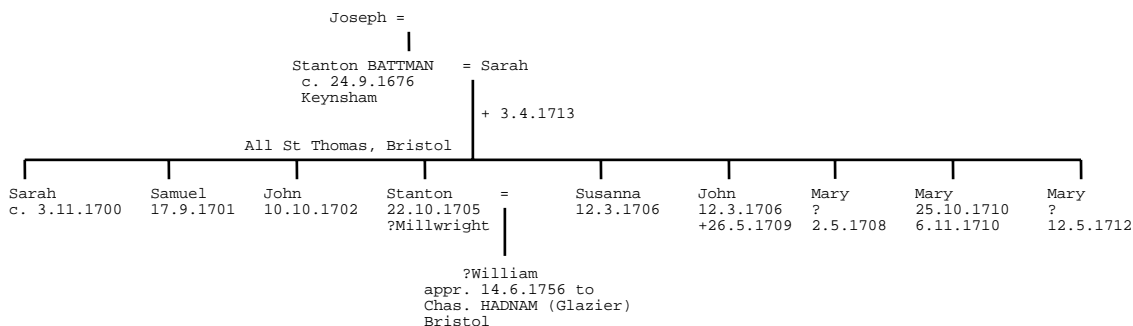 Joseph =
Stanton BATTMAN = Sarah
c. 24.9.1676
Keynsham
+ 3.4.1713
All St Thomas, Bristol
Sarah
c. 3.11.1700
Samuel
17.9.1701
John
10.10.1702
Stanton =
22.10.1705
?Millwright
Susanna
12.3.1706
John
12.3.1706
+26.5.1709
Mary
?
2.5.1708
Mary
25.10.1710
6.11.1710
Mary
?
12.5.1712
?William
appr. 14.6.1756 to
Chas. HADNAM (Glazier)
Bristol